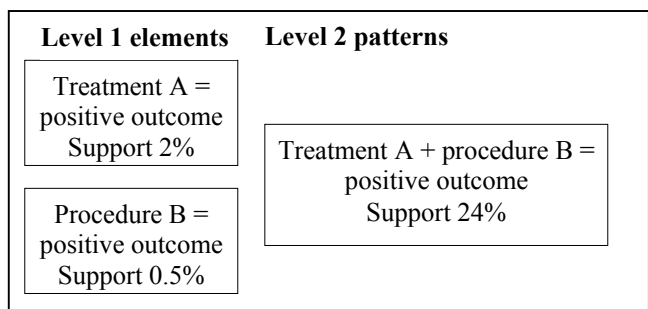 Level 1 elements
Treatment A =
positive outcome
Support 2%
Procedure B =
positive outcome
Support 0.5%
Level 2 patterns
Treatment A + procedure B =
positive outcome
Support 24%